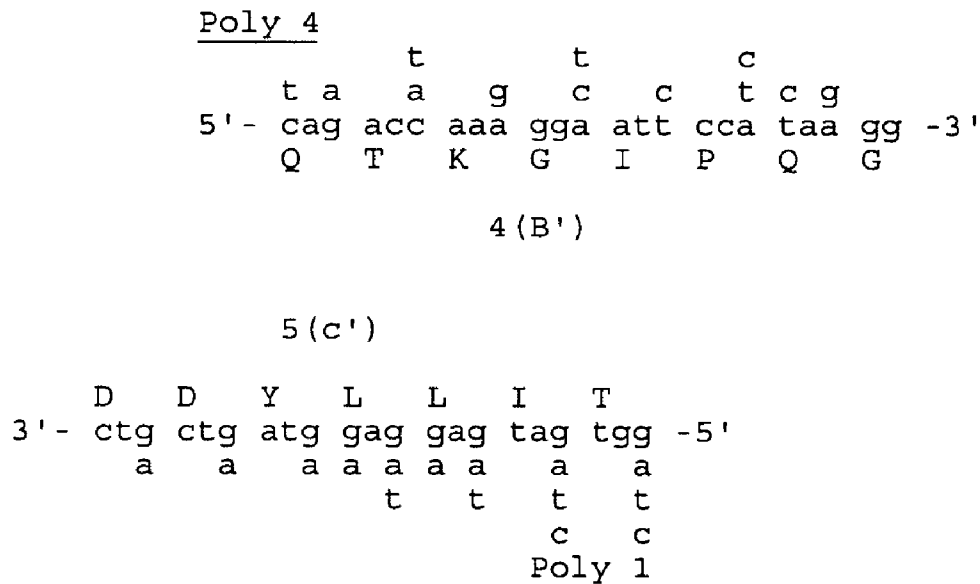 Poly 4
t t c
t a a g c c t c g
5'- cag acc aaa gga att cca taa gg -3'
Q T K G I P Q G
4(B')
5(c')
D D Y L L I T
3'- ctg ctg atg gag gag tag tgg -5'
a a a a a a a a a
t t t t
c c
Poly 1